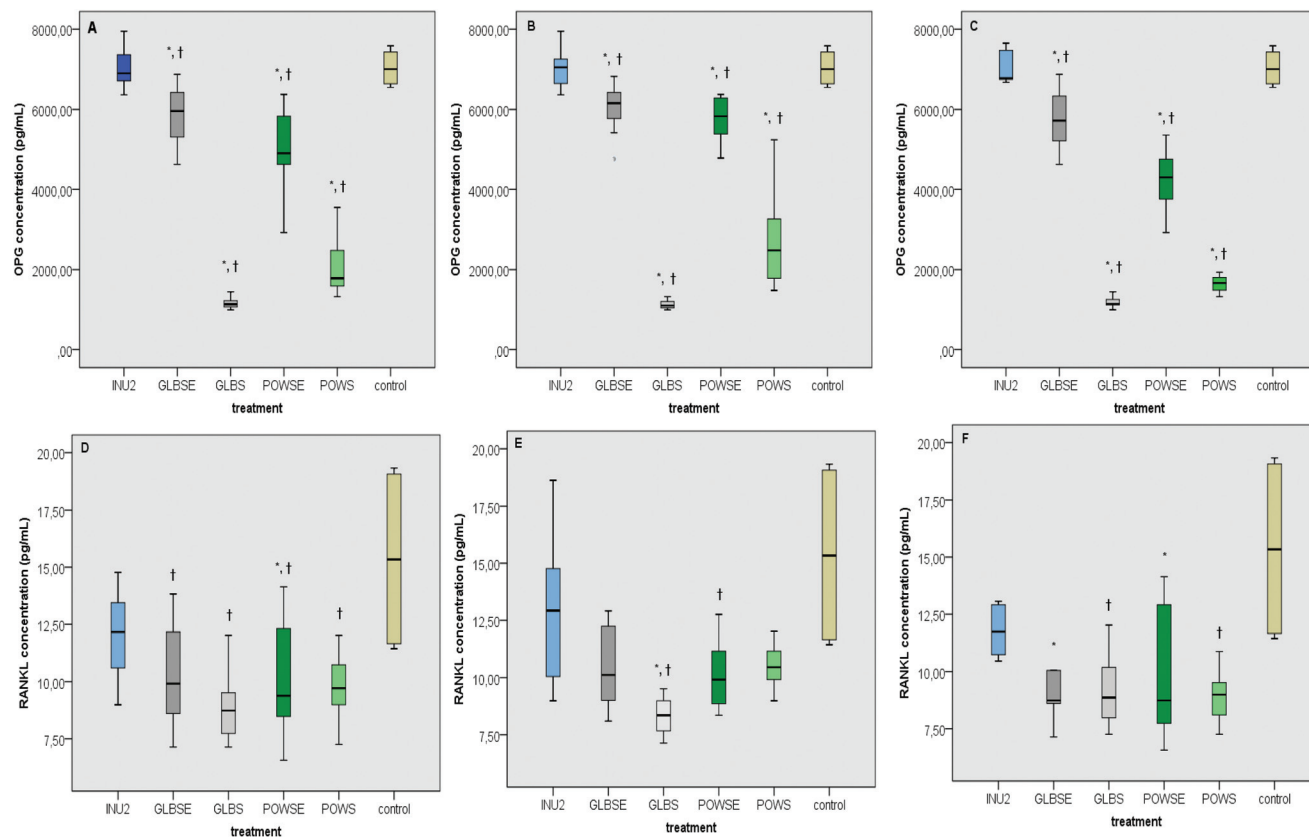 A
OPG concentration (pg/mL)
8000,00
6000,00
4000,00
2000,00
,00
*, †
*, †
*, †
*, †
INU2 GLBSE GLBS POWSE POWS control
treatment
B
OPG concentration (pg/mL)
8000,00
6000,00
4000,00
2000,00
,00
*, †
*, †
*, †
*, †
INU2 GLBSE GLBS POWSE POWS control
treatment
C
OPG concentration (pg/mL)
8000,00
6000,00
4000,00
2000,00
,00
*, †
*, †
*, †
*, †
INU2 GLBSE GLBS POWSE POWS control
treatment
D
RANKL concentration (pg/mL)
20,00
17,50
15,00
12,50
10,00
7,50
†
†
*, †
†
INU2 GLBSE GLBS POWSE POWS control
treatment
E
RANKL concentration (pg/mL)
20,00
17,50
15,00
12,50
10,00
7,50
*, †
†
INU2 GLBSE GLBS POWSE POWS control
treatment
F
RANKL concentration (pg/mL)
20,00
17,50
15,00
12,50
10,00
7,50
*
†
*
†
INU2 GLBSE GLBS POWSE POWS control
treatment